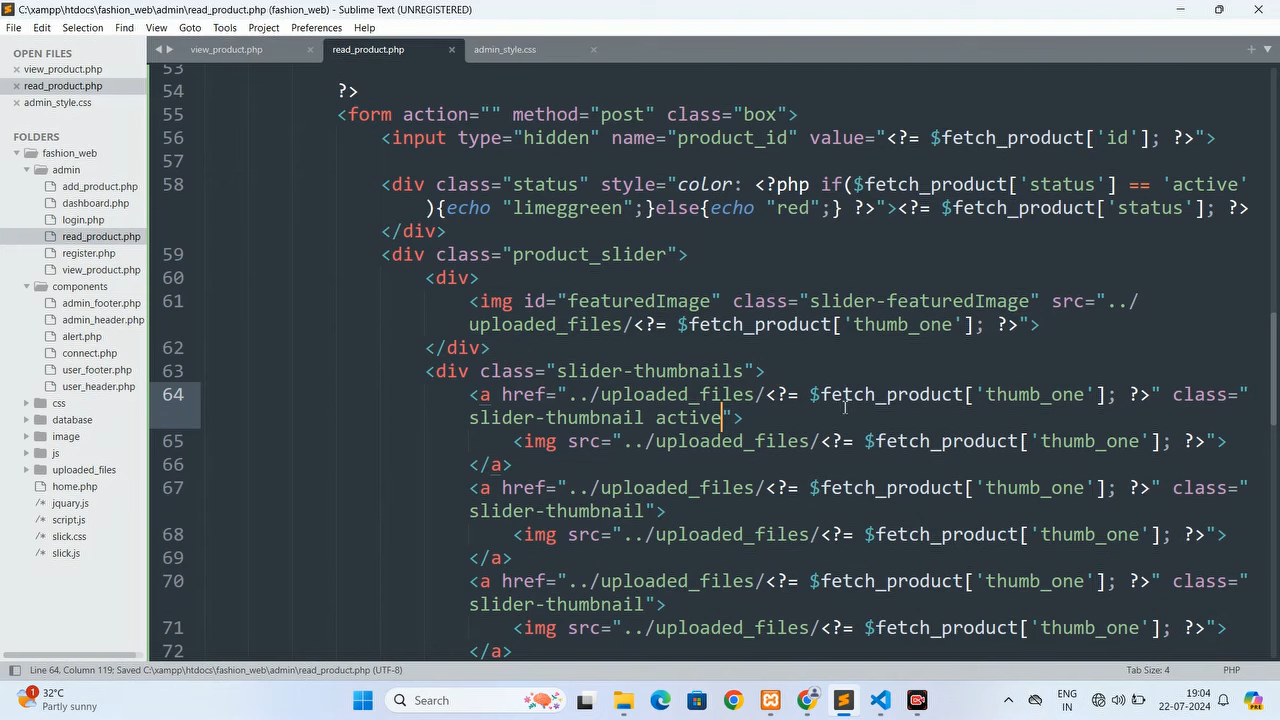 C:\xampp\htdocs\fashion_web\admin\read_product.php (fashion_web) - Sublime Text (UNREGISTERED)
File Edit Selection Find View Goto Tools Project Preferences Help
OPEN FILES
view_product.php
read_product.php
admin_style.css
FOLDERS
fashion_web
admin
add_product.php
dashboard.php
login.php
read_product.php
register.php
view_product.php
components
admin_footer.php
admin_header.php
alert.php
connect.php
user_footer.php
user_header.php
css
database
image
js
uploaded_files
home.php
jquary.js
script.js
slick.css
slick.js
view_product.php read_product.php admin_style.css
53
54 ?>
55 <form action="" method="post" class="box">
56 <input type="hidden" name="product_id" value="<?= $fetch_product['id']; ?>">
57
58 <div class="status" style="color: <?php if($fetch_product['status'] == 'active'
){echo "limeggreen";}else{echo "red";} ?>"><?= $fetch_product['status']; ?>
</div>
59 <div class="product_slider">
60 <div>
61 <img id="featuredImage" class="slider-featuredImage" src="../
uploaded_files/<?= $fetch_product['thumb_one']; ?>">
62 </div>
63 <div class="slider-thumbnails">
64 <a href="../uploaded_files/<?= $fetch_product['thumb_one']; ?>" class="
slider-thumbnail active">
65 <img src="../uploaded_files/<?= $fetch_product['thumb_one']; ?>">
66 </a>
67 <a href="../uploaded_files/<?= $fetch_product['thumb_one']; ?>" class="
slider-thumbnail">
68 <img src="../uploaded_files/<?= $fetch_product['thumb_one']; ?>">
69 </a>
70 <a href="../uploaded_files/<?= $fetch_product['thumb_one']; ?>" class="
slider-thumbnail">
71 <img src="../uploaded_files/<?= $fetch_product['thumb_one']; ?>">
72 </a>
Line 64, Column 119; Saved C:\xampp\htdocs\fashion_web\admin\read_product.php (UTF-8) Tab Size: 4 PHP
1
32°C
Partly sunny
Search
ENG
IN
19:04
22-07-2024